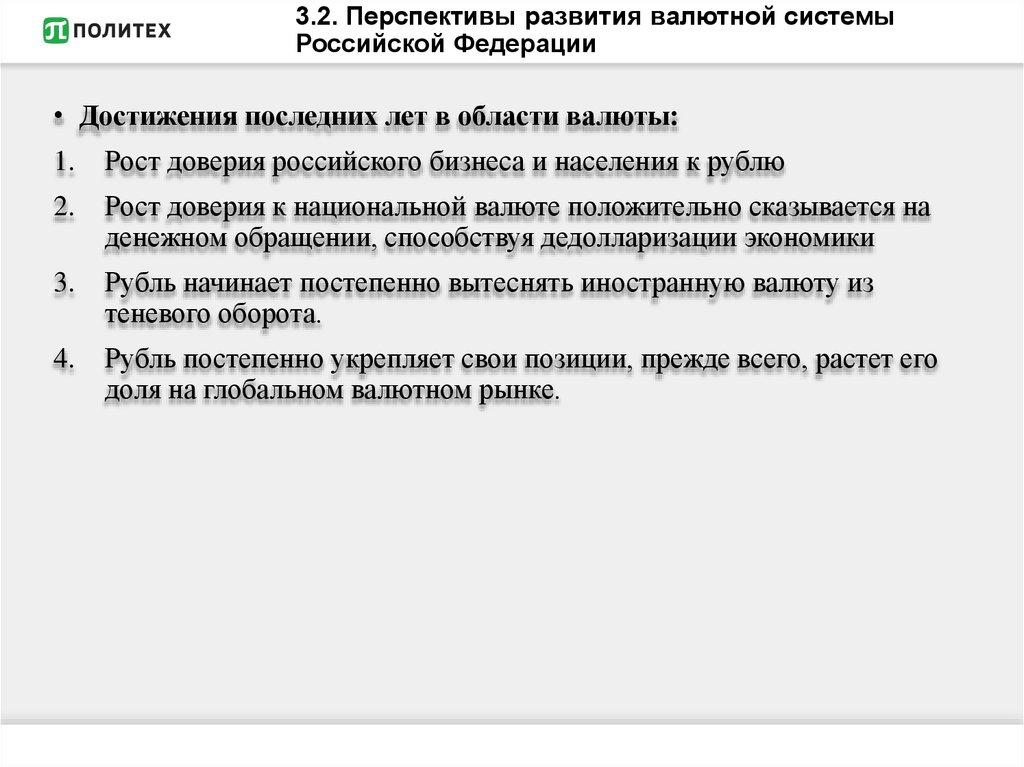 ПОЛИТЕХ
3.2. Перспективы развития валютной системы
Российской Федерации
• Достижения последних лет в области валюты:
1. Рост доверия российского бизнеса и населения к рублю
2. Рост доверия к национальной валюте положительно сказывается на
денежном обращении, способствуя дедолларизации экономики
3. Рубль начинает постепенно вытеснять иностранную валюту из
теневого оборота.
4. Рубль постепенно укрепляет свои позиции, прежде всего, растет его
доля на глобальном валютном рынке.